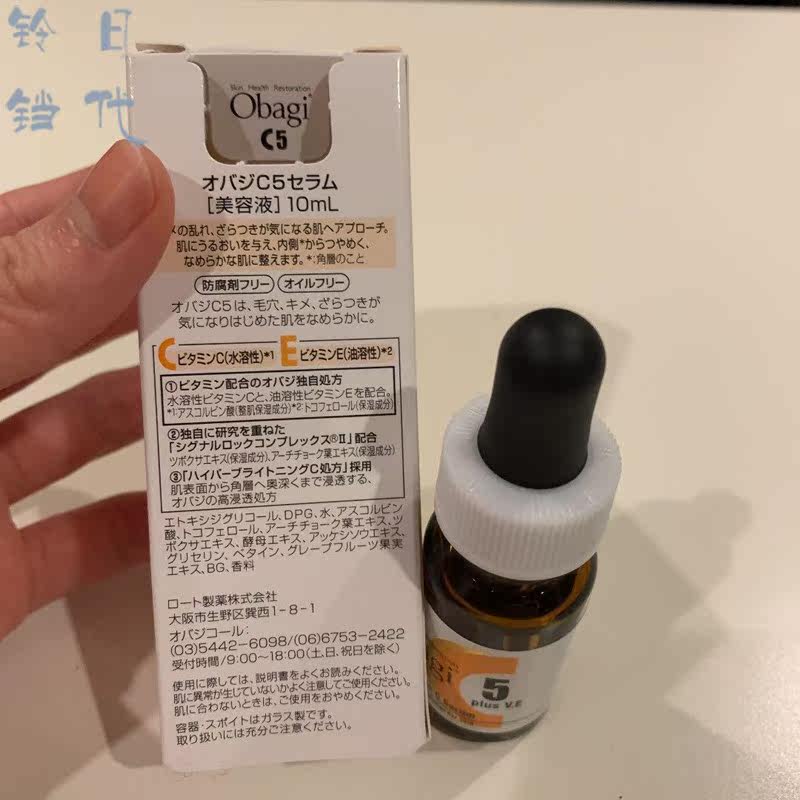 铃日
铛代
Skin Health Restoration
Obagi
C5
オバジC5セラム
[美容液] 10mL
の乱れ、ざらつきが気になる肌へアプローチ。
肌にうるおいを与え、内側*からつやめく、
なめらかな肌に整えます。*:角層のこと
防腐剤フリー オイルフリー
オバジC5は、毛穴、キメ、ざらつきが
気になりはじめた肌をなめらかに。
C ビタミンC(水溶性)*1 E ビタミンE(油溶性)*2
①ビタミン配合のオバジ独自処方
水溶性ビタミンCと、油溶性ビタミンEを配合。
*1:アスコルビン酸(整肌保湿成分)*2:トコフェロール(保湿成分)
②独自に研究を重ねた
「シグナルロックコンプレックス®Ⅱ」配合
ツボクサエキス(保湿成分)、アーチチョーク葉エキス(保湿成分)
③「ハイパーブライトニングC処方」採用
肌表面から角層へ奥深くまで浸透する、
オバジの高浸透処方
エトキシジグリコール、DPG、水、アスコルビン
酸、トコフェロール、アーチチョーク葉エキス、ツ
ボクサエキス、酵母エキス、アッケシソウエキス、
グリセリン、ベタイン、グレープフルーツ果実
エキス、BG、香料
ロート製薬株式会社
大阪市生野区巽西1-8-1
オバジコール:
(03)5442-6098/(06)6753-2422
受付時間/9:00~18:00(土、日、祝日を除く)
使用に際しては、説明書をよくお読みください。
肌に異常が生じていないかよく注意してご使用ください。
肌に合わないときは、ご使用をおやめください。
容器・スポイトはガラス製です。
取り扱いには充分ご注意ください。
agi
C5
plus V.E